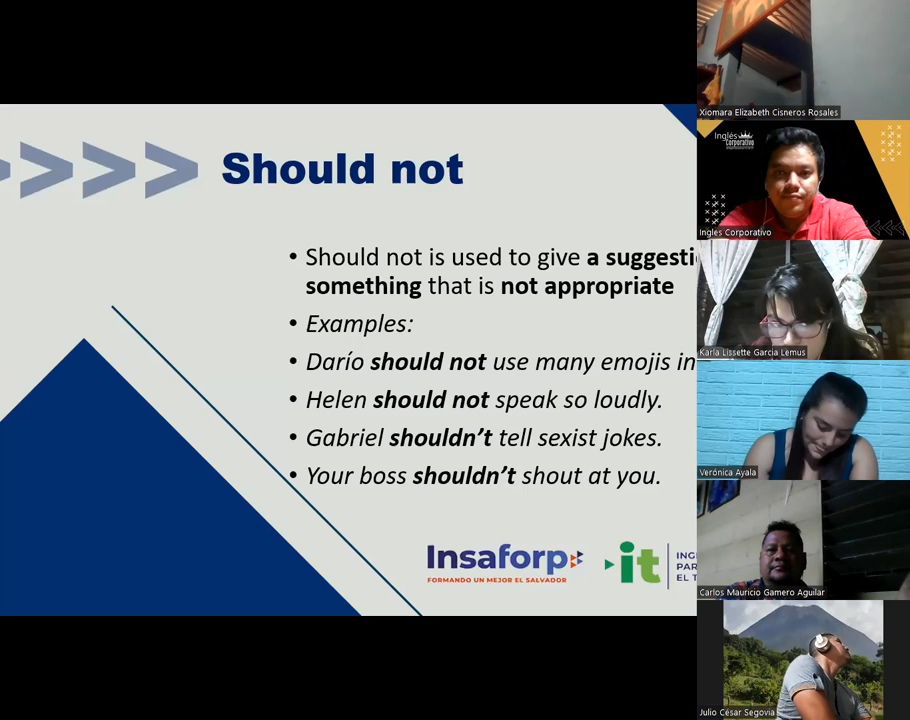 Should not
• Should not is used to give a suggesti
something that is not appropriate
• Examples:
• Darío should not use many emojis in
• Helen should not speak so loudly.
• Gabriel shouldn't tell sexist jokes.
• Your boss shouldn't shout at you.
Insaforp
FORMANDO UN MEJOR EL SALVADOR
it
INGL
PAR
EL T
Xiomara Elizabeth Cisneros Rosales
Inglés
Corporativo
Ingles Corporativo
Karla Lissette Garcia Lemus
Verónica Ayala
Carlos Mauricio Gamero Aguilar
Julio César Segovia